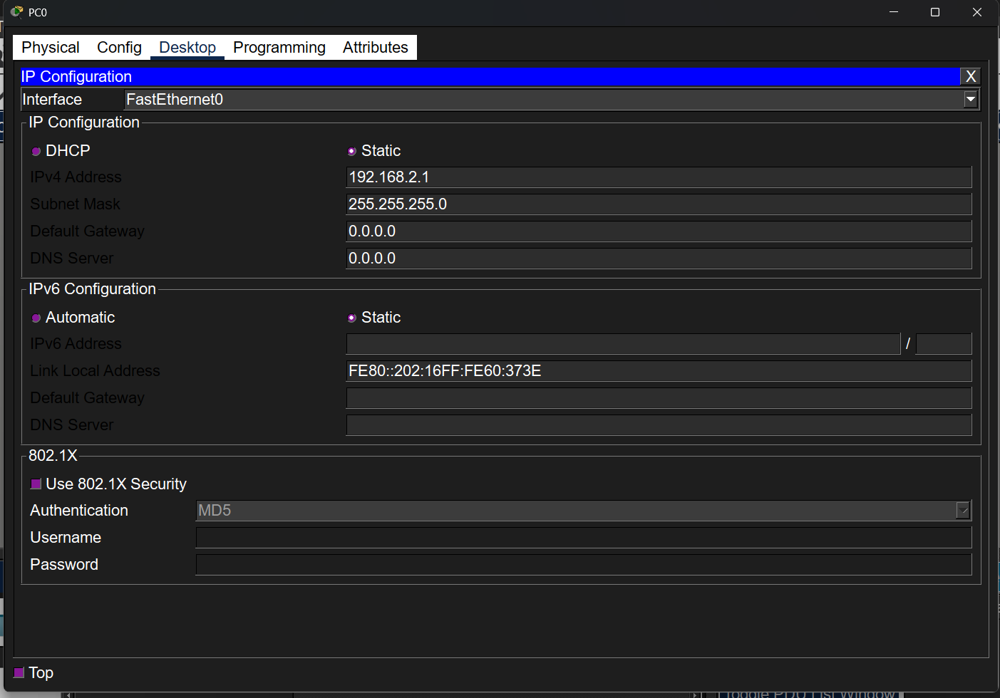 PC0
Physical Config Desktop Programming Attributes
IP Configuration X
Interface FastEthernet0
IP Configuration
DHCP Static
IPv4 Address 192.168.2.1
Subnet Mask 255.255.255.0
Default Gateway 0.0.0.0
DNS Server 0.0.0.0
IPv6 Configuration
Automatic Static
IPv6 Address /
Link Local Address FE80::202:16FF:FE60:373E
Default Gateway
DNS Server
802.1X
Use 802.1X Security
Authentication MD5
Username
Password
Top
Toggle PDU List Window